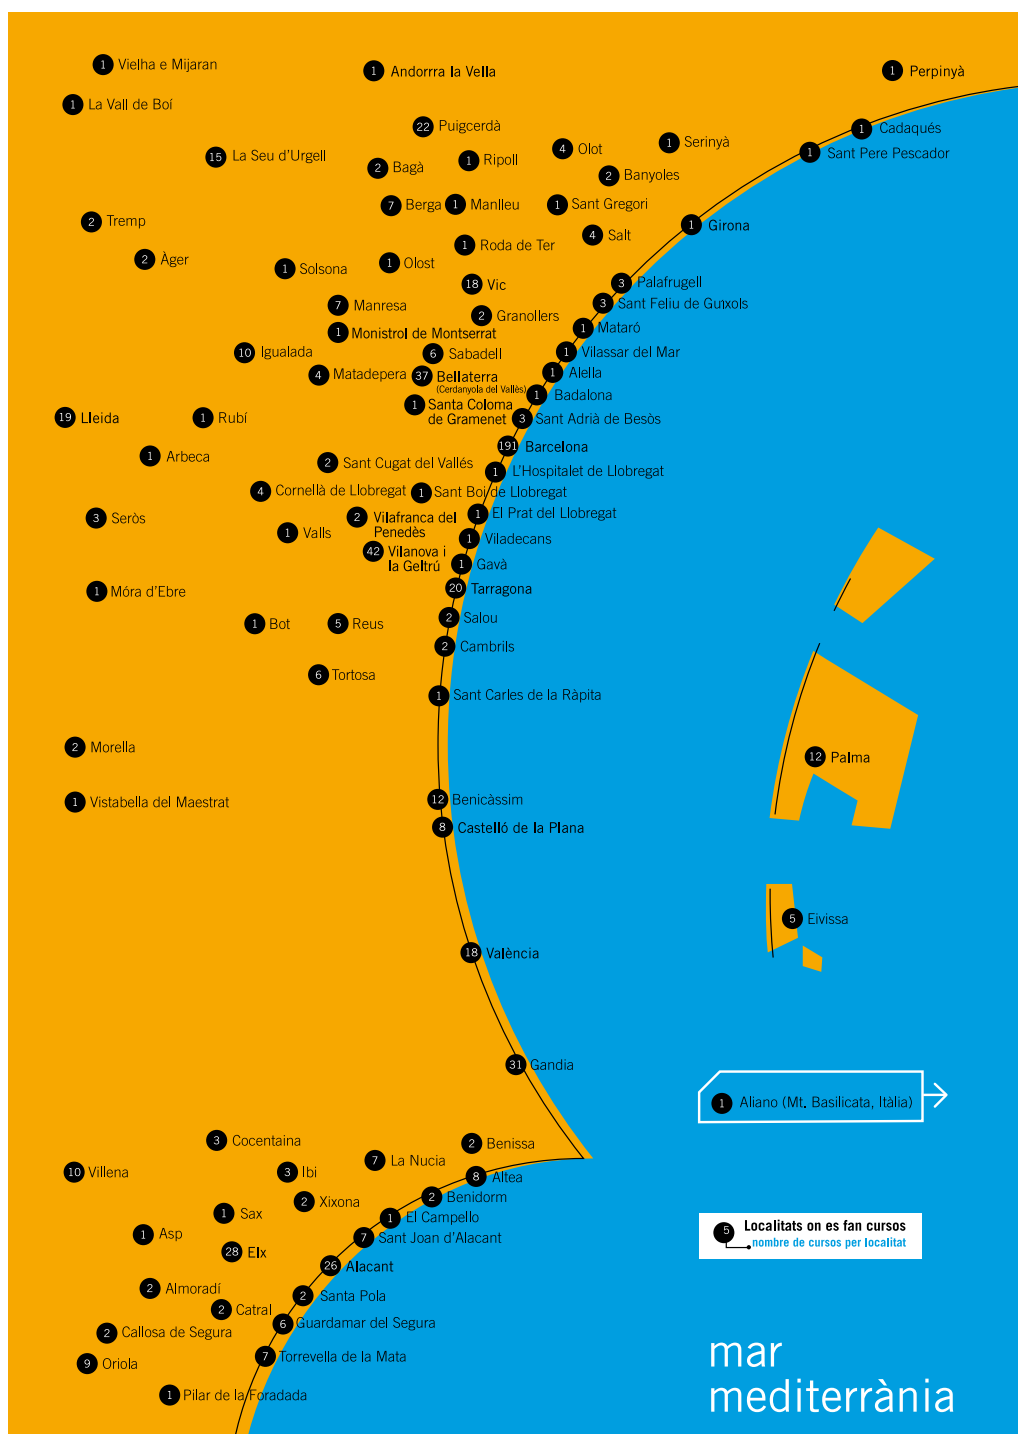 1 Vielha e Mijaran
1 Andorrra la Vella
1 Perpinyà
1 La Vall de Boí
22 Puigcerdà
1 Cadaqués
15 La Seu d'Urgell
2 Bagà
1 Ripoll
4 Olot
1 Serinyà
1 Sant Pere Pescador
2 Banyoles
7 Berga
1 Manlleu
1 Sant Gregori
2 Tremp
1 Girona
4 Salt
1 Roda de Ter
2 Àger
1 Solsona
1 Olost
18 Vic
3 Palafrugell
7 Manresa
3 Sant Feliu de Guíxols
2 Granollers
1 Monistrol de Montserrat
1 Mataró
10 Igualada
6 Sabadell
1 Vilassar del Mar
4 Matadepera
37 Bellaterra
(Cerdanyola del Vallès)
1 Alella
1 Badalona
1 Santa Coloma
de Gramenet
19 Lleida
1 Rubí
3 Sant Adrià de Besòs
191 Barcelona
1 Arbeca
2 Sant Cugat del Vallés
1 L'Hospitalet de Llobregat
4 Cornellà de Llobregat
1 Sant Boi de Llobregat
3 Seròs
2 Vilafranca del
Penedès
1 El Prat del Llobregat
1 Valls
1 Viladecans
42 Vilanova i
la Geltrú
1 Gavà
1 Móra d'Ebre
20 Tarragona
1 Bot
5 Reus
2 Salou
2 Cambrils
6 Tortosa
1 Sant Carles de la Ràpita
2 Morella
12 Palma
1 Vistabella del Maestrat
12 Benicàssim
8 Castelló de la Plana
5 Eivissa
18 València
31 Gandia
1 Aliano (Mt. Basilicata, Itàlia)
3 Cocentaina
2 Benissa
7 La Nucia
10 Villena
3 Ibi
8 Altea
2 Xixona
2 Benidorm
1 Sax
1 El Campello
1 Asp
7 Sant Joan d'Alacant
28 Elx
26 Alacant
2 Almoradí
2 Santa Pola
2 Catral
6 Guardamar del Segura
2 Callosa de Segura
9 Oriola
7 Torrevella de la Mata
1 Pilar de la Foradada
5 Localitats on es fan cursos
nombre de cursos per localitat
mar
mediterrània